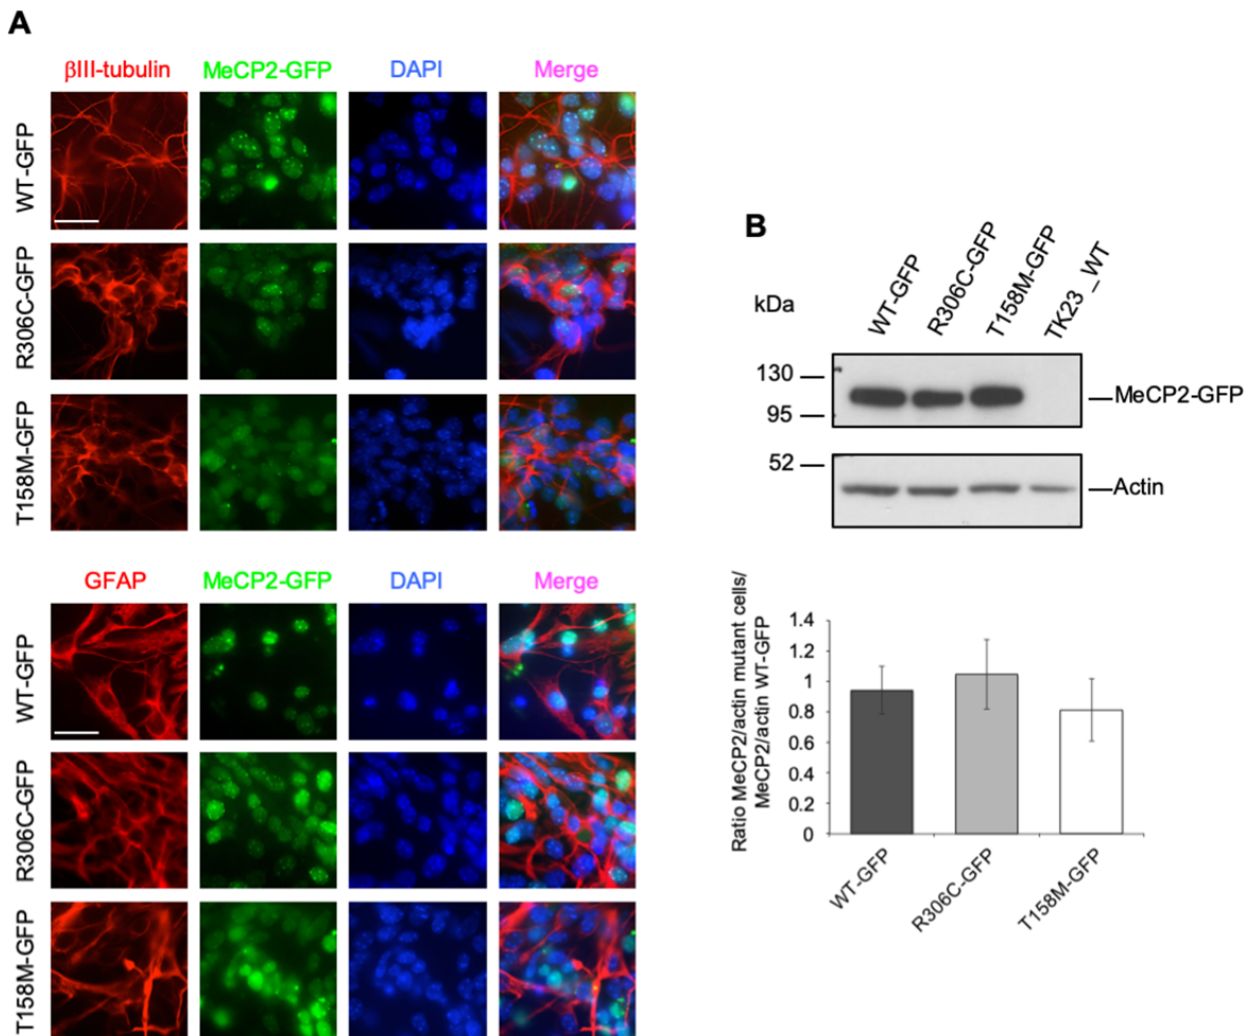 A
βIII-tubulin MeCP2-GFP DAPI Merge
WT-GFP
R306C-GFP
T158M-GFP
GFAP MeCP2-GFP DAPI Merge
WT-GFP
R306C-GFP
T158M-GFP
B
kDa WT-GFP R306C-GFP T158M-GFP TK23_WT
130
MeCP2-GFP
95
52
Actin
Ratio MeCP2/actin mutant cells/
MeCP2/actin WT-GFP
1.4
1.2
1
0.8
0.6
0.4
0.2
0
WT-GFP R306C-GFP T158M-GFP